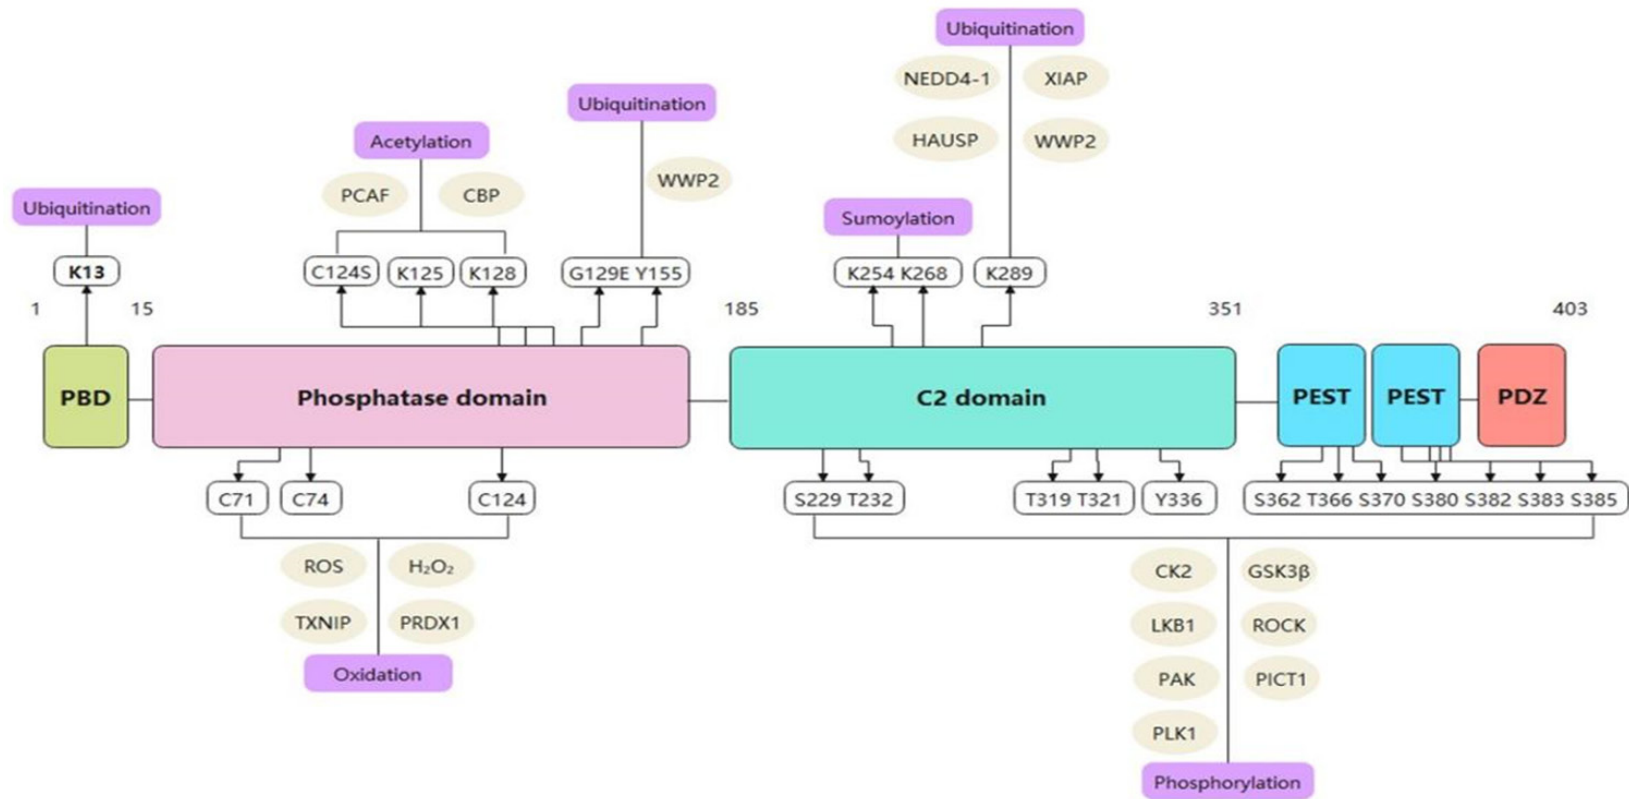 Ubiquitination
NEDD4-1 XIAP
HAUSP WWP2
Ubiquitination
WWP2
Acetylation
PCAF CBP
Ubiquitination
Sumoylation
K13
C124S K125 K128
G129E Y155
K254 K268
K289
1 15 185 351 403
PBD
Phosphatase domain
C2 domain
PEST
PEST
PDZ
C71 C74 C124
S229 T232
T319 T321
Y336
S362 T366 S370 S380 S382 S383 S385
ROS H₂O₂
TXNIP PRDX1
Oxidation
CK2 GSK3β
LKB1 ROCK
PAK PICT1
PLK1
Phosphorylation